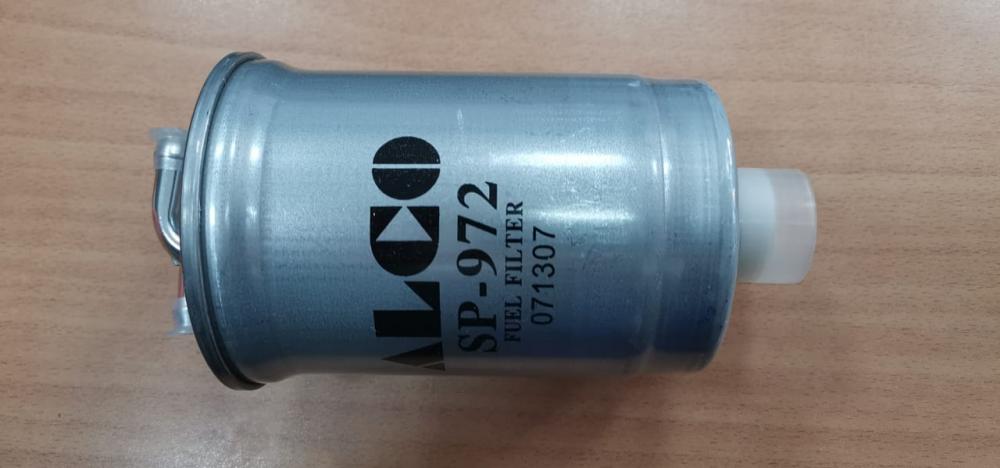 ALCO
SP-972
FUEL FILTER
071307